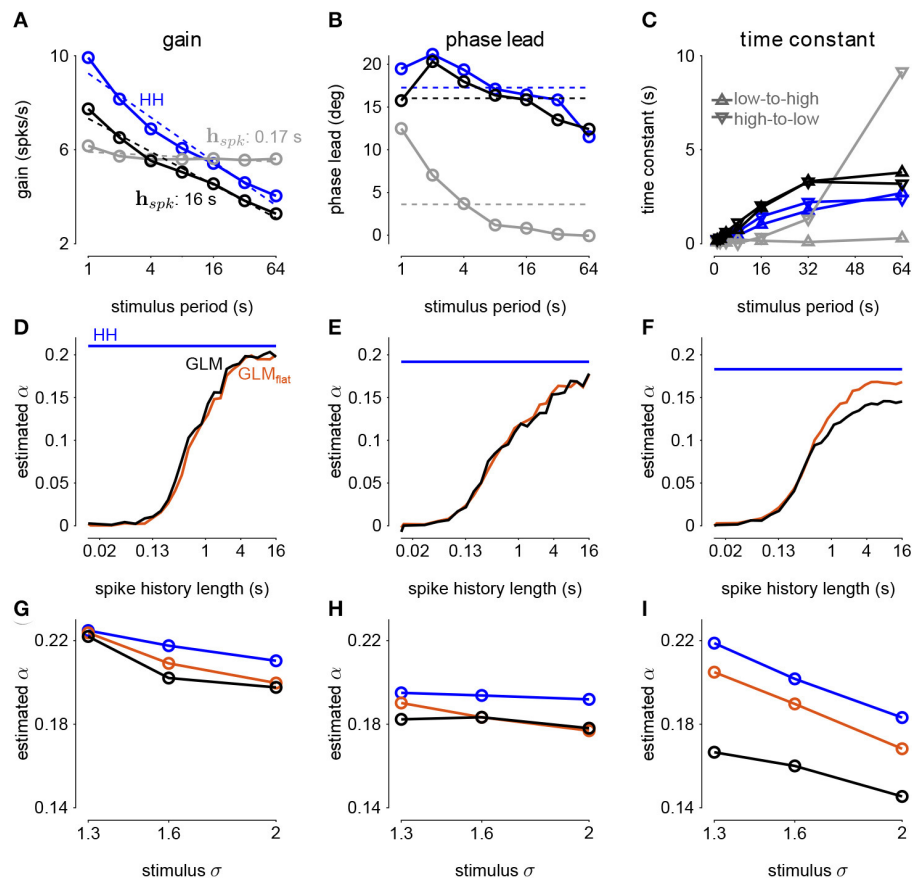 A B C
gain phase lead time constant
10
6
2
gain (spks/s)
HH
h_spk: 0.17 s
h_spk: 16 s
1 4 16 64
stimulus period (s)
20
15
10
5
0
phase lead (deg)
1 4 16 64
stimulus period (s)
10
5
0
time constant (s)
low-to-high
high-to-low
0 16 32 48 64
stimulus period (s)
D E F
0.2
0.15
0.1
0.05
0
estimated α
HH
GLM
GLM_flat
0.02 0.13 1 4 16
spike history length (s)
0.2
0.15
0.1
0.05
0
estimated α
0.02 0.13 1 4 16
spike history length (s)
0.2
0.15
0.1
0.05
0
estimated α
0.02 0.13 1 4 16
spike history length (s)
G H I
0.22
0.18
0.14
estimated α
1.3 1.6 2
stimulus σ
0.22
0.18
0.14
estimated α
1.3 1.6 2
stimulus σ
0.22
0.18
0.14
estimated α
1.3 1.6 2
stimulus σ